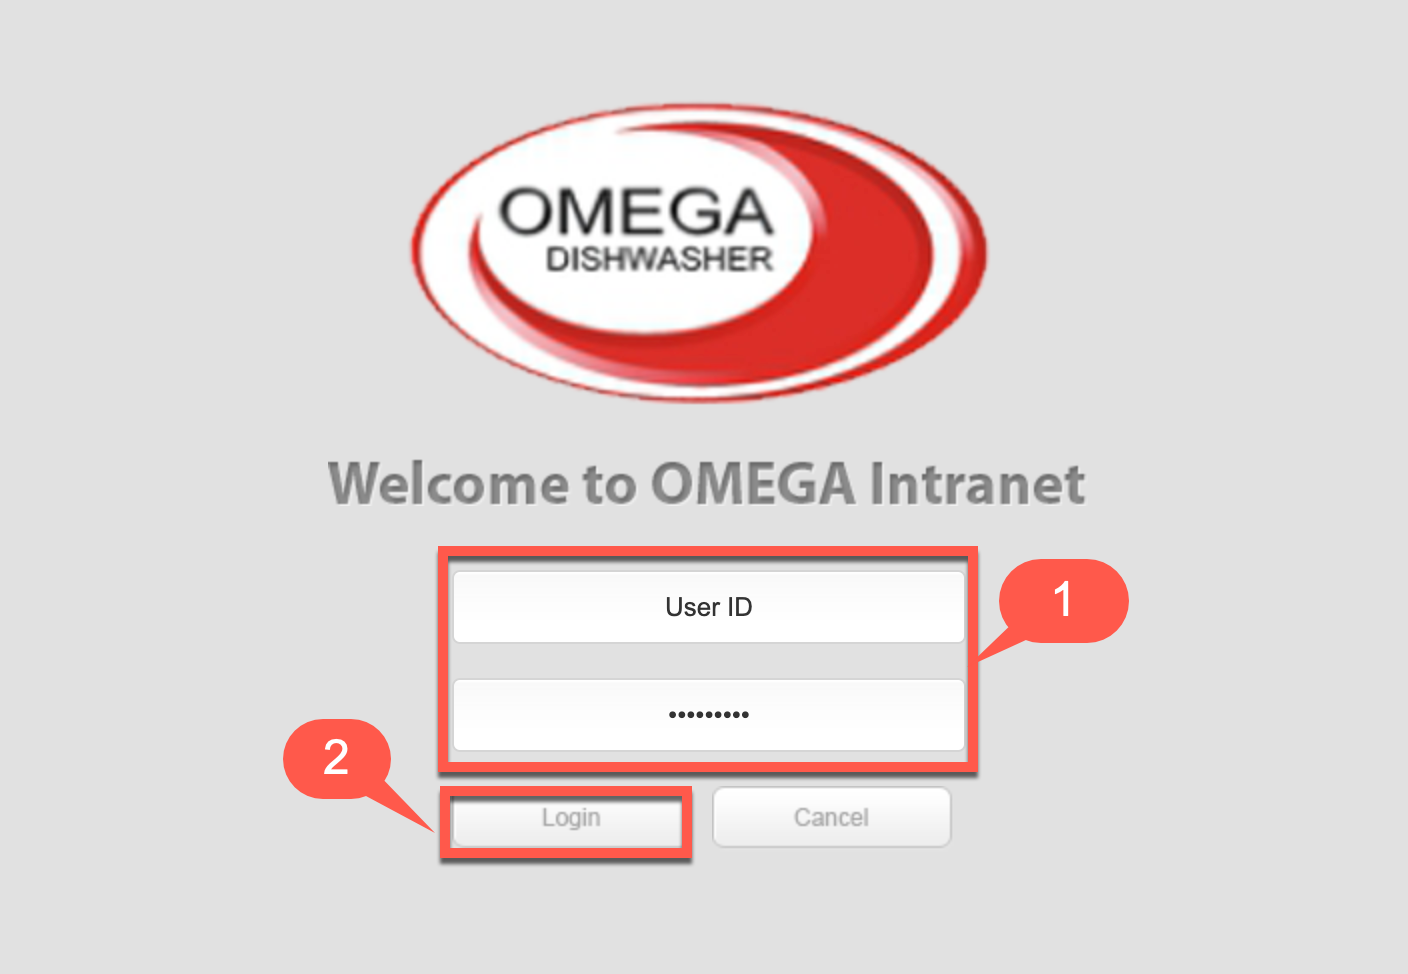 OMEGA
DISHWASHER
Welcome to OMEGA Intranet
User ID
1
•••••••••
2
Login
Cancel